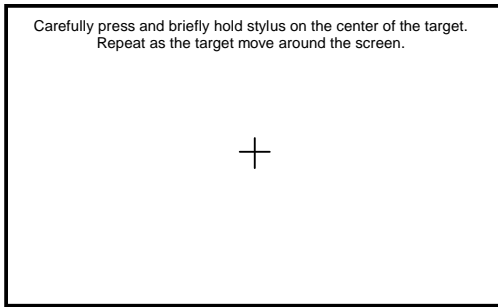 Carefully press and briefly hold stylus on the center of the target.
Repeat as the target move around the screen.